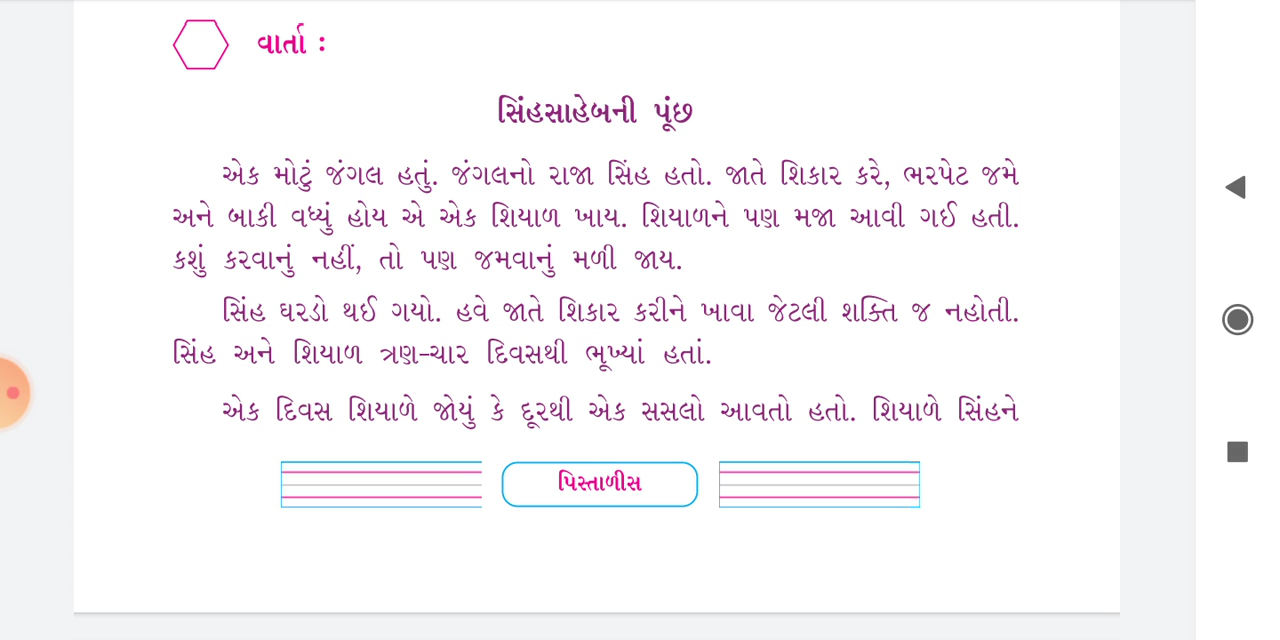 વાર્તા :
સિંહસાહેબની પૂંછ
એક મોટું જંગલ હતું. જંગલનો રાજા સિંહ હતો. જાતે શિકાર કરે, ભરપેટ જમે
અને બાકી વધ્યું હોય એ એક શિયાળ ખાય. શિયાળને પણ મજા આવી ગઈ હતી.
કશું કરવાનું નહીં, તો પણ જમવાનું મળી જાય.
સિંહ ઘરડો થઈ ગયો. હવે જાતે શિકાર કરીને ખાવા જેટલી શક્તિ જ નહોતી.
સિંહ અને શિયાળ ત્રણ-ચાર દિવસથી ભૂખ્યાં હતાં.
એક દિવસ શિયાળે જોયું કે દૂરથી એક સસલો આવતો હતો. શિયાળે સિંહને
પિસ્તાળીસ